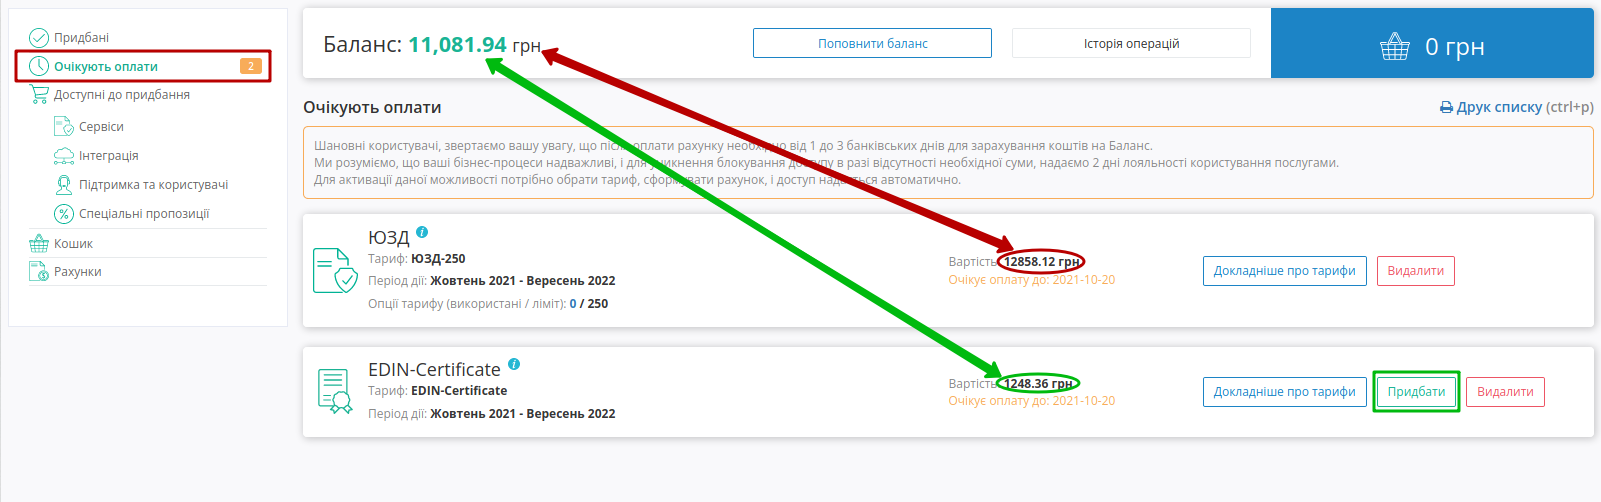 Придбані
Очікують оплати 2
Доступні до придбання
Сервіси
Інтеграція
Підтримка та користувачі
Спеціальні пропозиції
Кошик
Рахунки
Баланс: 11,081.94 грн
Поповнити баланс
Історія операцій
0 грн
Очікують оплати
Друк списку (ctrl+p)
Шановні користувачі, звертаємо вашу увагу, що після оплати рахунку необхідно від 1 до 3 банківських днів для зарахування коштів на Баланс.
Ми розуміємо, що ваші бізнес-процеси надважливі, і для уникнення блокування доступу в разі відсутності необхідної суми, надаємо 2 дні лояльності користування послугами.
Для активації даної можливості потрібно обрати тариф, сформувати рахунок, і доступ надається автоматично.
ЮЗД
Тариф: ЮЗД-250
Період дії: Жовтень 2021 - Вересень 2022
Опції тарифу (використані / ліміт): 0 / 250
Вартість: 12858.12 грн
Очікує оплату до: 2021-10-20
Докладніше про тарифи
Видалити
EDIN-Certificate
Тариф: EDIN-Certificate
Період дії: Жовтень 2021 - Вересень 2022
Вартість: 1248.36 грн
Очікує оплату до: 2021-10-20
Докладніше про тарифи
Придбати
Видалити